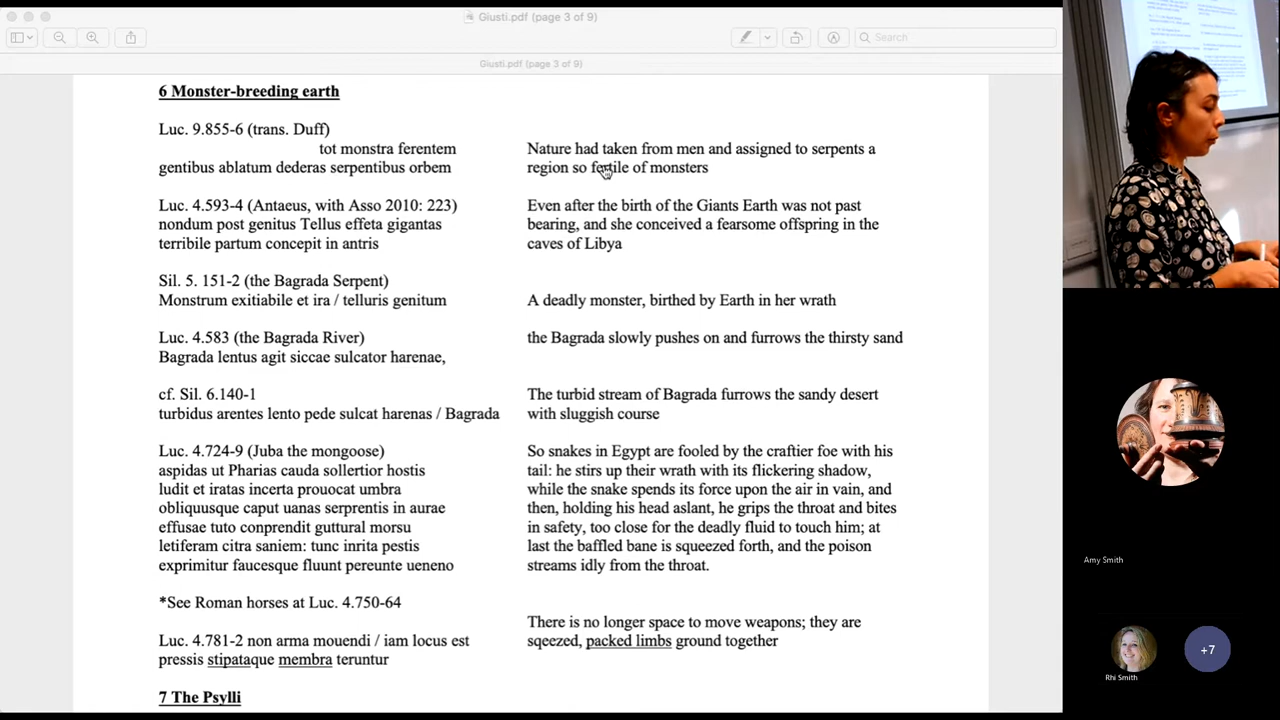 Giusti.pdf (page 3 of 9)
Search
Giusti.pdf (page 3 of 9)
6 Monster-breeding earth
Luc. 9.855-6 (trans. Duff)
tot monstra ferentem
gentibus ablatum dederas serpentibus orbem
Nature had taken from men and assigned to serpents a
region so fertile of monsters
Luc. 4.593-4 (Antaeus, with Asso 2010: 223)
nondum post genitus Tellus effeta gigantas
terribile partum concepit in antris
Even after the birth of the Giants Earth was not past
bearing, and she conceived a fearsome offspring in the
caves of Libya
Sil. 5. 151-2 (the Bagrada Serpent)
Monstrum exitiabile et ira / telluris genitum
A deadly monster, birthed by Earth in her wrath
Luc. 4.583 (the Bagrada River)
Bagrada lentus agit siccae sulcator harenae,
the Bagrada slowly pushes on and furrows the thirsty sand
cf. Sil. 6.140-1
turbidus arentes lento pede sulcat harenas / Bagrada
The turbid stream of Bagrada furrows the sandy desert
with sluggish course
Luc. 4.724-9 (Juba the mongoose)
aspidas ut Pharias cauda sollertior hostis
ludit et iratas incerta prouocat umbra
obliquusque caput uanas serpentis in auras
effusae tuto conprendit guttural morsu
letiferam citra saniem: tunc inrita pestis
exprimitur faucesque fluunt pereunte ueneno
So snakes in Egypt are fooled by the craftier foe with his
tail: he stirs up their wrath with its flickering shadow,
while the snake spends its force upon the air in vain, and
then, holding his head aslant, he grips the throat and bites
in safety, too close for the deadly fluid to touch him; at
last the baffled bane is squeezed forth, and the poison
streams idly from the throat.
*See Roman horses at Luc. 4.750-64
Luc. 4.781-2 non arma mouendi / iam locus est
pressis stipataque membra teruntur
There is no longer space to move weapons; they are
sqeezed, packed limbs ground together
7 The Psylli
Amy Smith
Rhi Smith
+7